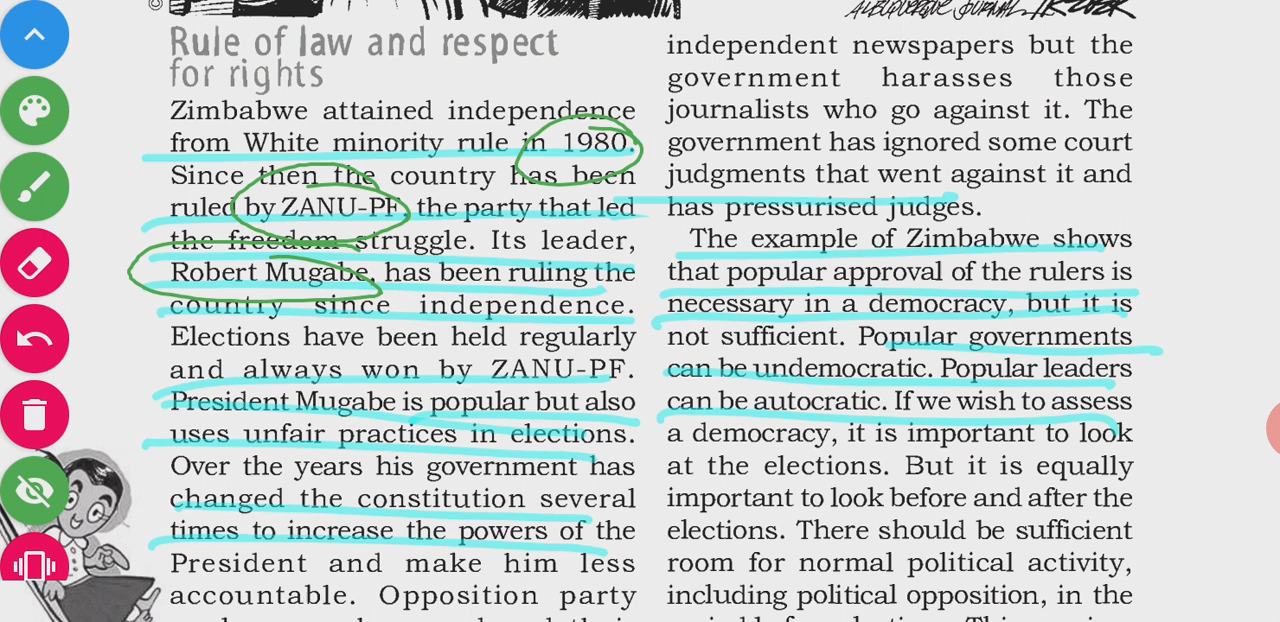 ALBUQUERQUE JOURNAL
Rule of law and respect
for rights
Zimbabwe attained independence
from White minority rule in 1980.
Since then the country has been
ruled by ZANU-PF, the party that led
the freedom struggle. Its leader,
Robert Mugabe, has been ruling the
country since independence.
Elections have been held regularly
and always won by ZANU-PF.
President Mugabe is popular but also
uses unfair practices in elections.
Over the years his government has
changed the constitution several
times to increase the powers of the
President and make him less
accountable. Opposition party
independent newspapers but the
government harasses those
journalists who go against it. The
government has ignored some court
judgments that went against it and
has pressurised judges.
The example of Zimbabwe shows
that popular approval of the rulers is
necessary in a democracy, but it is
not sufficient. Popular governments
can be undemocratic. Popular leaders
can be autocratic. If we wish to assess
a democracy, it is important to look
at the elections. But it is equally
important to look before and after the
elections. There should be sufficient
room for normal political activity,
including political opposition, in the